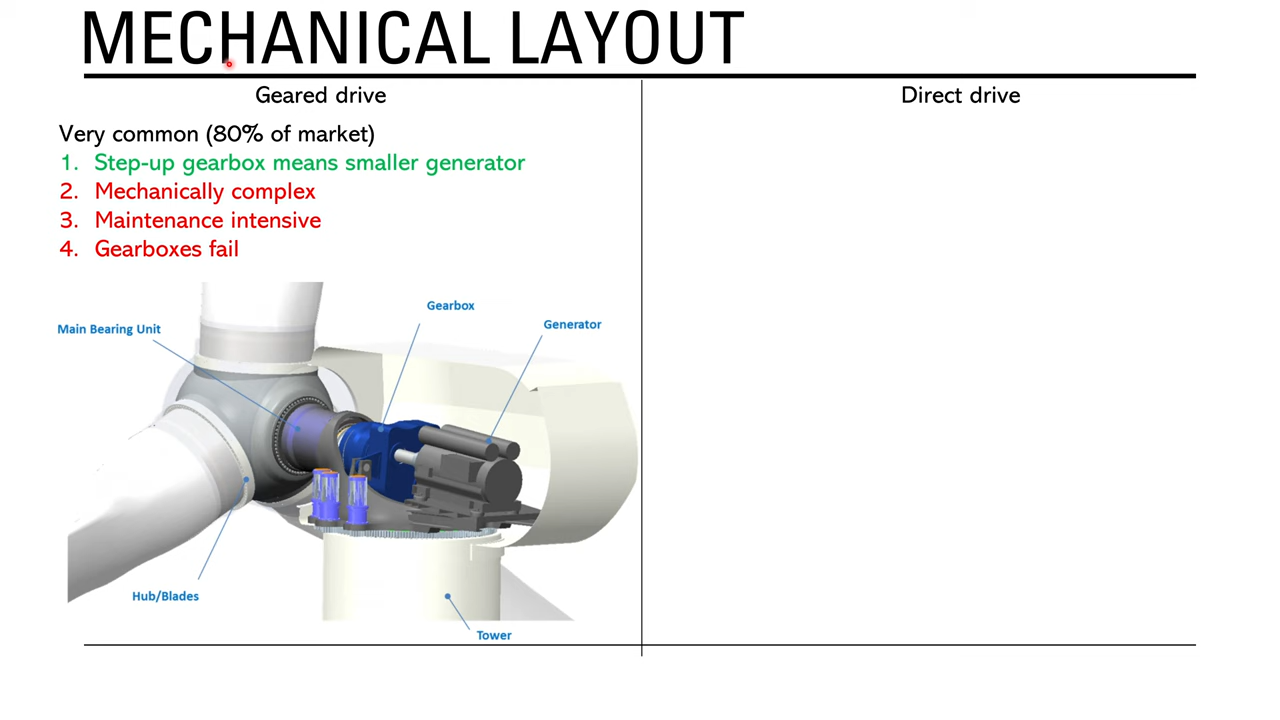 MECHANICAL LAYOUT
Geared drive
Very common (80% of market)
1. Step-up gearbox means smaller generator
2. Mechanically complex
3. Maintenance intensive
4. Gearboxes fail
Gearbox
Generator
Main Bearing Unit
Hub/Blades
Tower
Direct drive